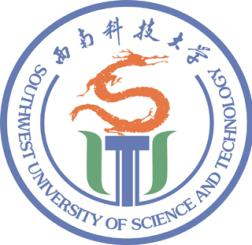 西南科技大学
SOUTHWEST UNIVERSITY OF SCIENCE AND TECHNOLOGY